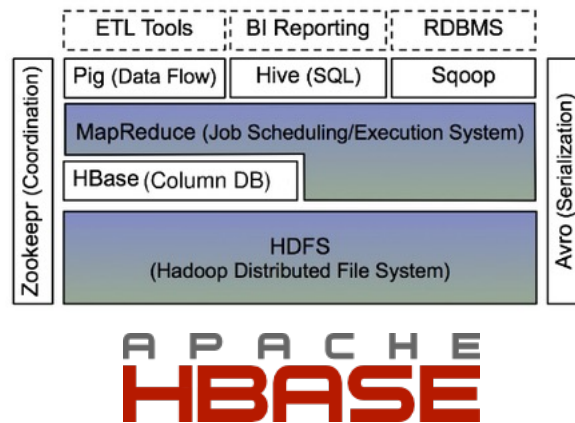 ETL Tools
BI Reporting
RDBMS
Pig (Data Flow)
Hive (SQL)
Sqoop
Zookeepr (Coordination)
Avro (Serialization)
MapReduce (Job Scheduling/Execution System)
HBase (Column DB)
HDFS
(Hadoop Distributed File System)
APACHE
HBASE